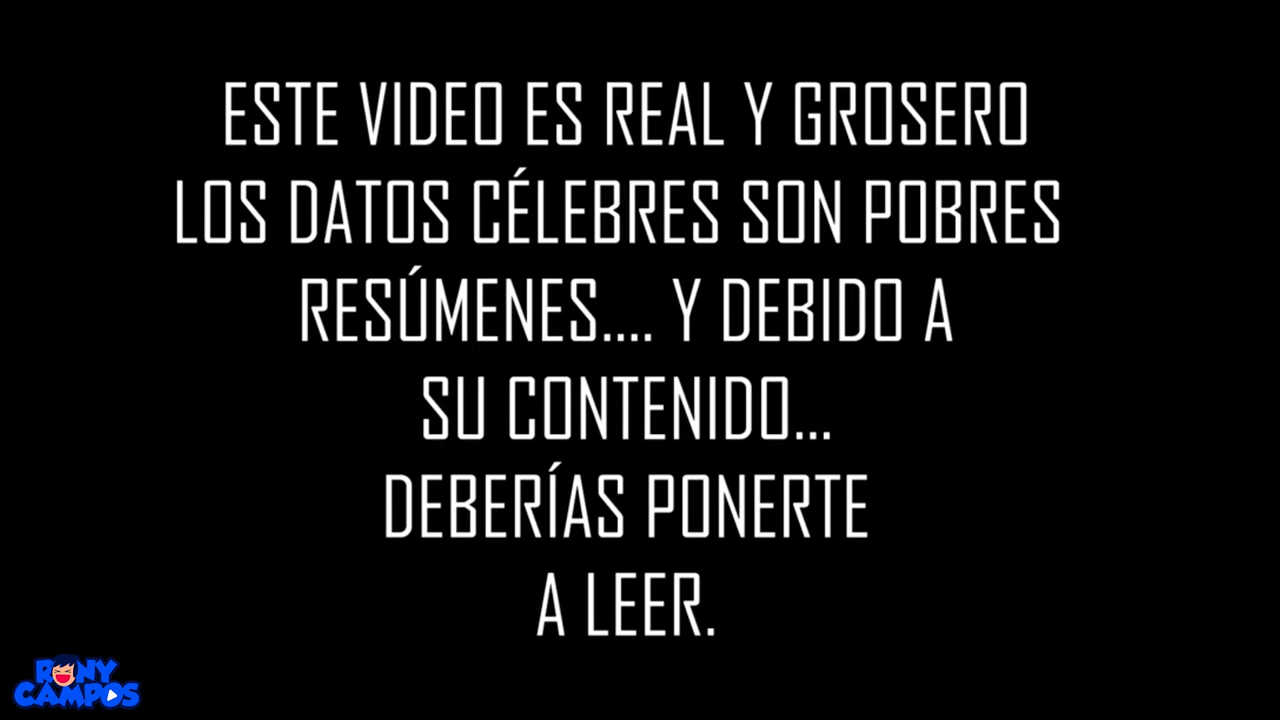 ESTE VIDEO ES REAL Y GROSERO
LOS DATOS CÉLEBRES SON POBRES
RESÚMENES.... Y DEBIDO A
SU CONTENIDO...
DEBERÍAS PONERTE
A LEER.
RONY
CAMPOS